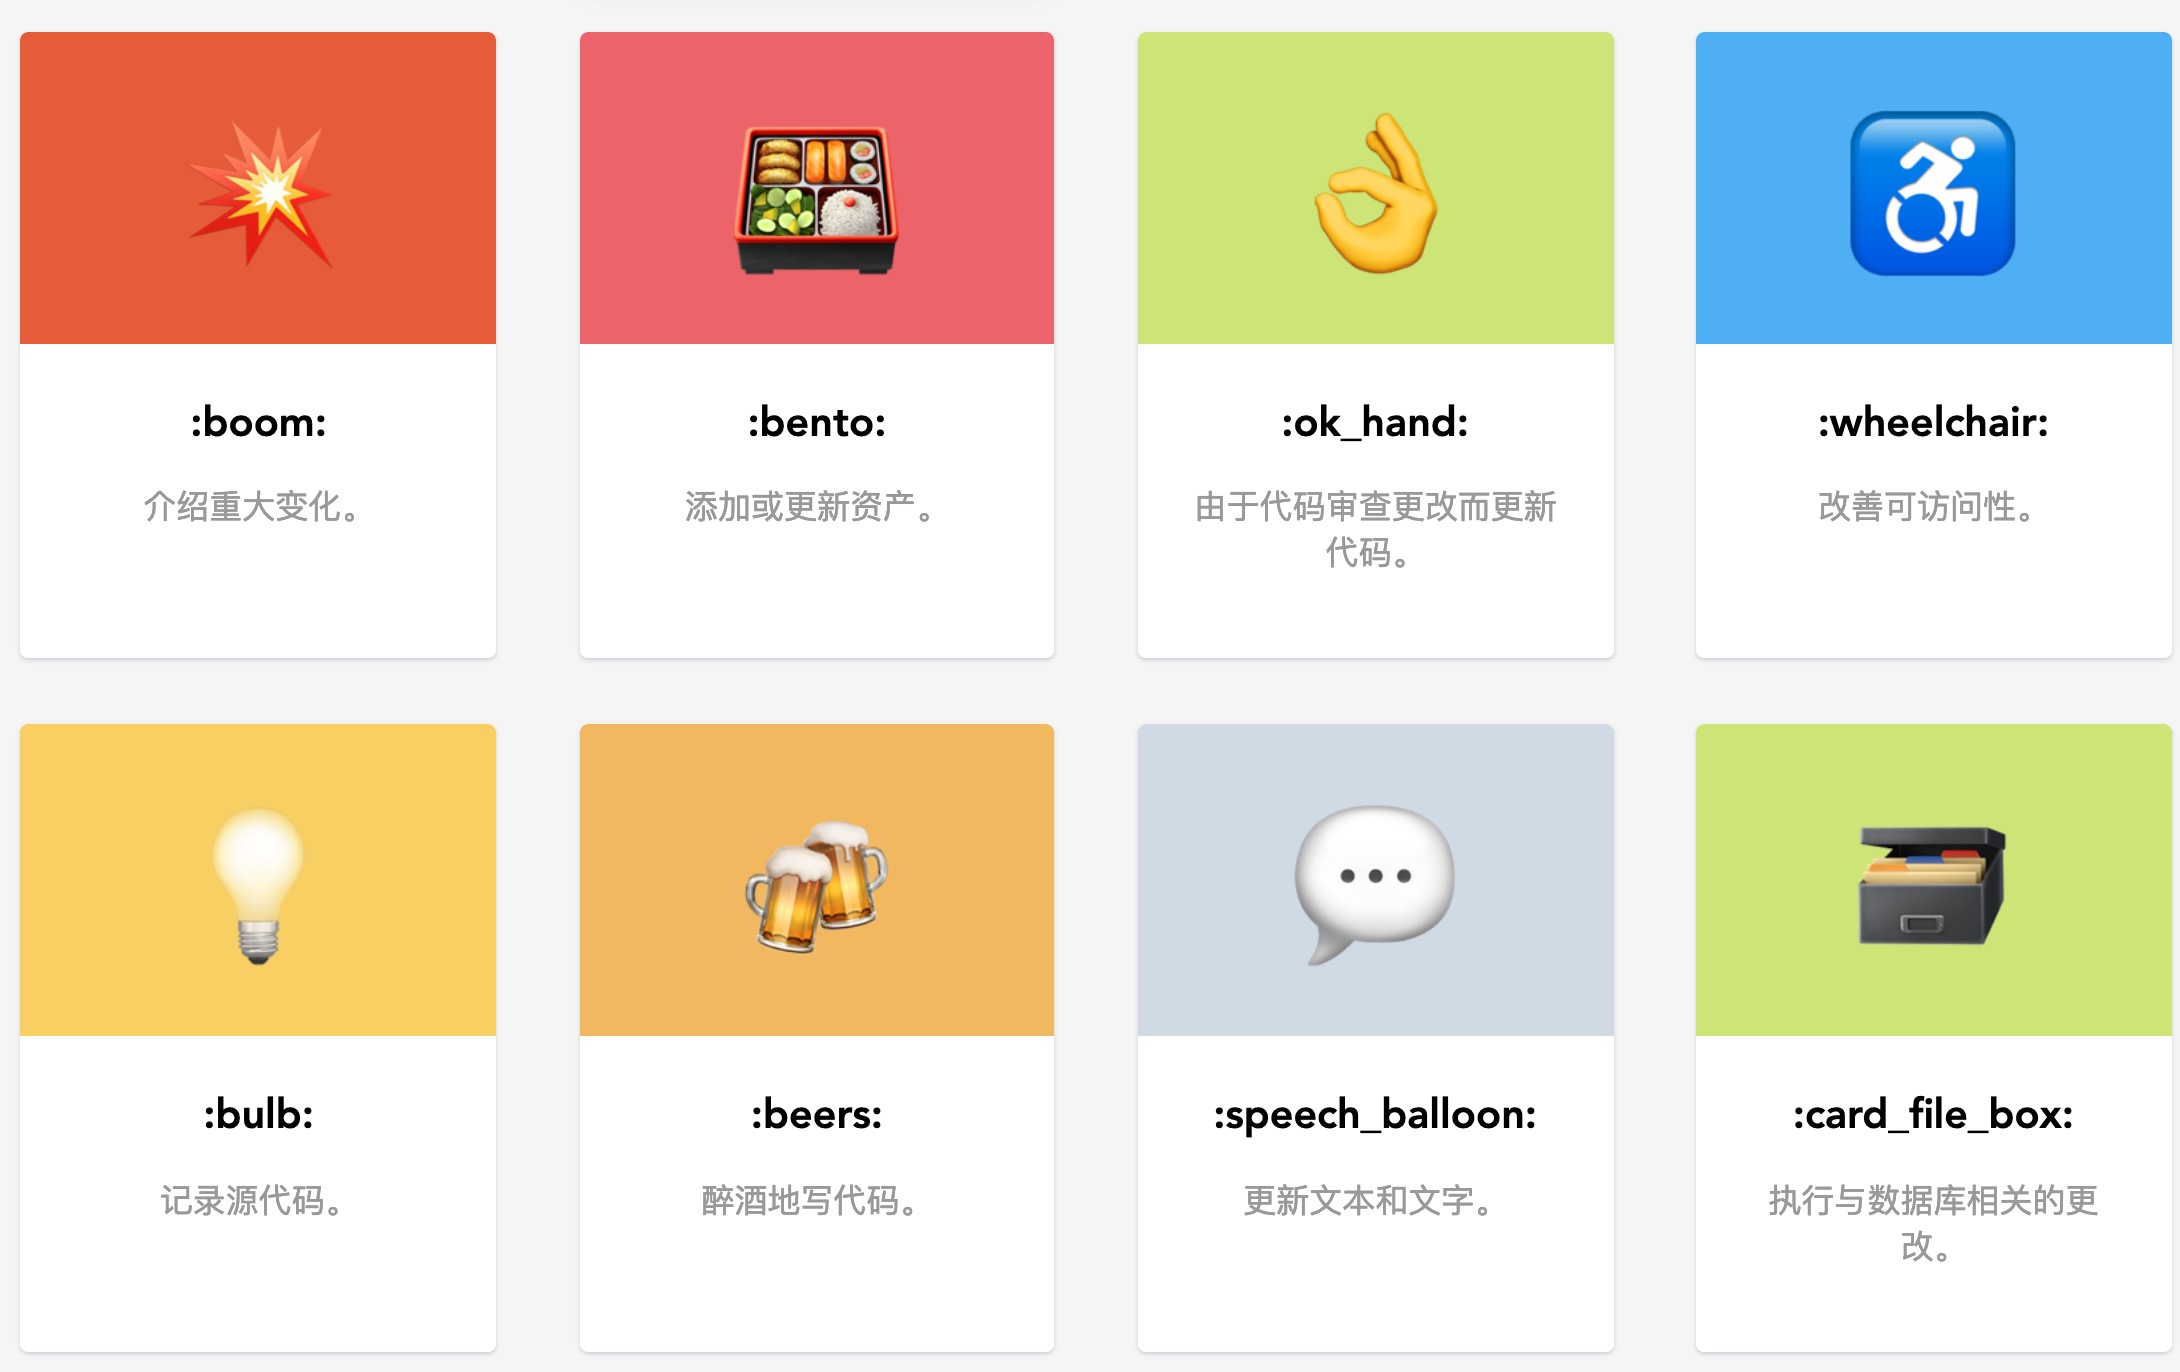 :boom:
介绍重大变化。
:bento:
添加或更新资产。
:ok_hand:
由于代码审查更改而更新
代码。
:wheelchair:
改善可访问性。
:bulb:
记录源代码。
:beers:
醉酒地写代码。
:speech_balloon:
更新文本和文字。
:card_file_box:
执行与数据库相关的更
改。